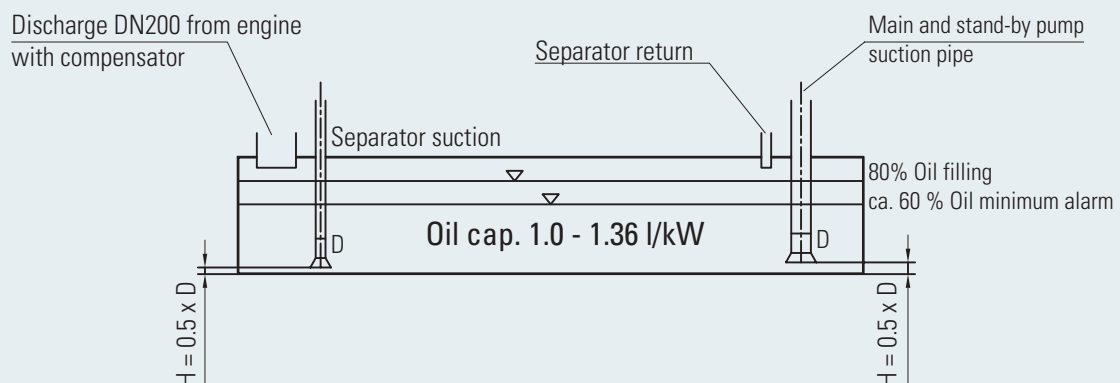 Discharge DN200 from engine
with compensator
Separator return
Main and stand-by pump
suction pipe
Separator suction
80% Oil filling
ca. 60 % Oil minimum alarm
Oil cap. 1.0 - 1.36 l/kW
D
D
H = 0.5 x D
H = 0.5 x D